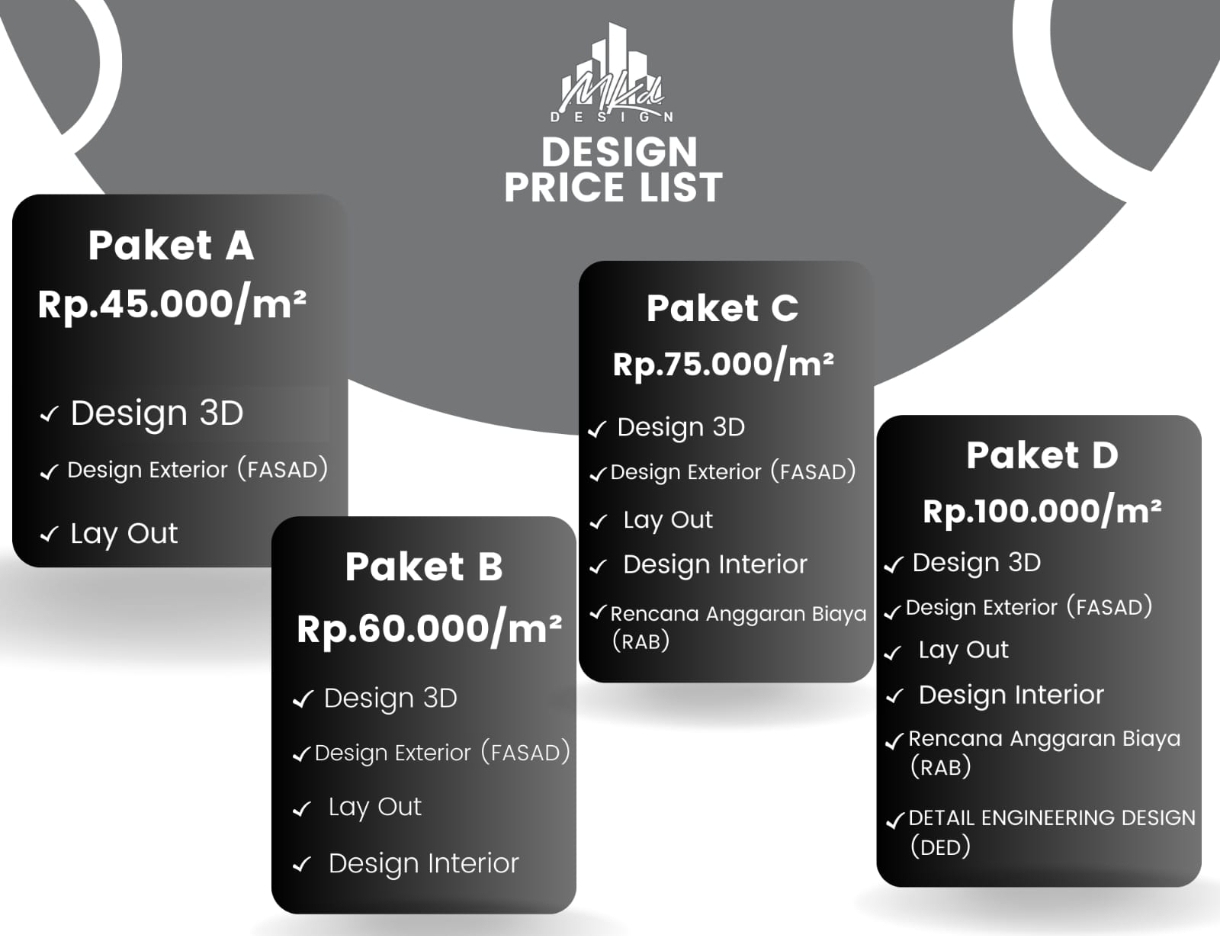 MKdc
DESIGN
DESIGN
PRICE LIST
Paket A
Rp.45.000/m²
Design 3D
Design Exterior (FASAD)
Lay Out
Paket B
Rp.60.000/m²
Design 3D
Design Exterior (FASAD)
Lay Out
Design Interior
Paket C
Rp.75.000/m²
Design 3D
Design Exterior (FASAD)
Lay Out
Design Interior
Rencana Anggaran Biaya
(RAB)
Paket D
Rp.100.000/m²
Design 3D
Design Exterior (FASAD)
Lay Out
Design Interior
Rencana Anggaran Biaya
(RAB)
DETAIL ENGINEERING DESIGN
(DED)